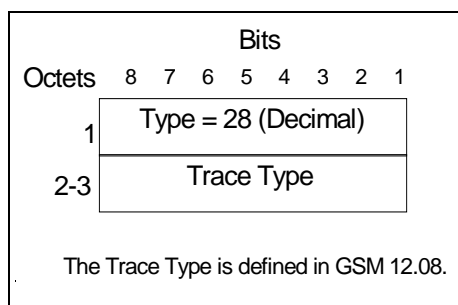 Bits
Octets 8 7 6 5 4 3 2 1
1 Type = 28 (Decimal)
2-3 Trace Type
The Trace Type is defined in GSM 12.08.
.